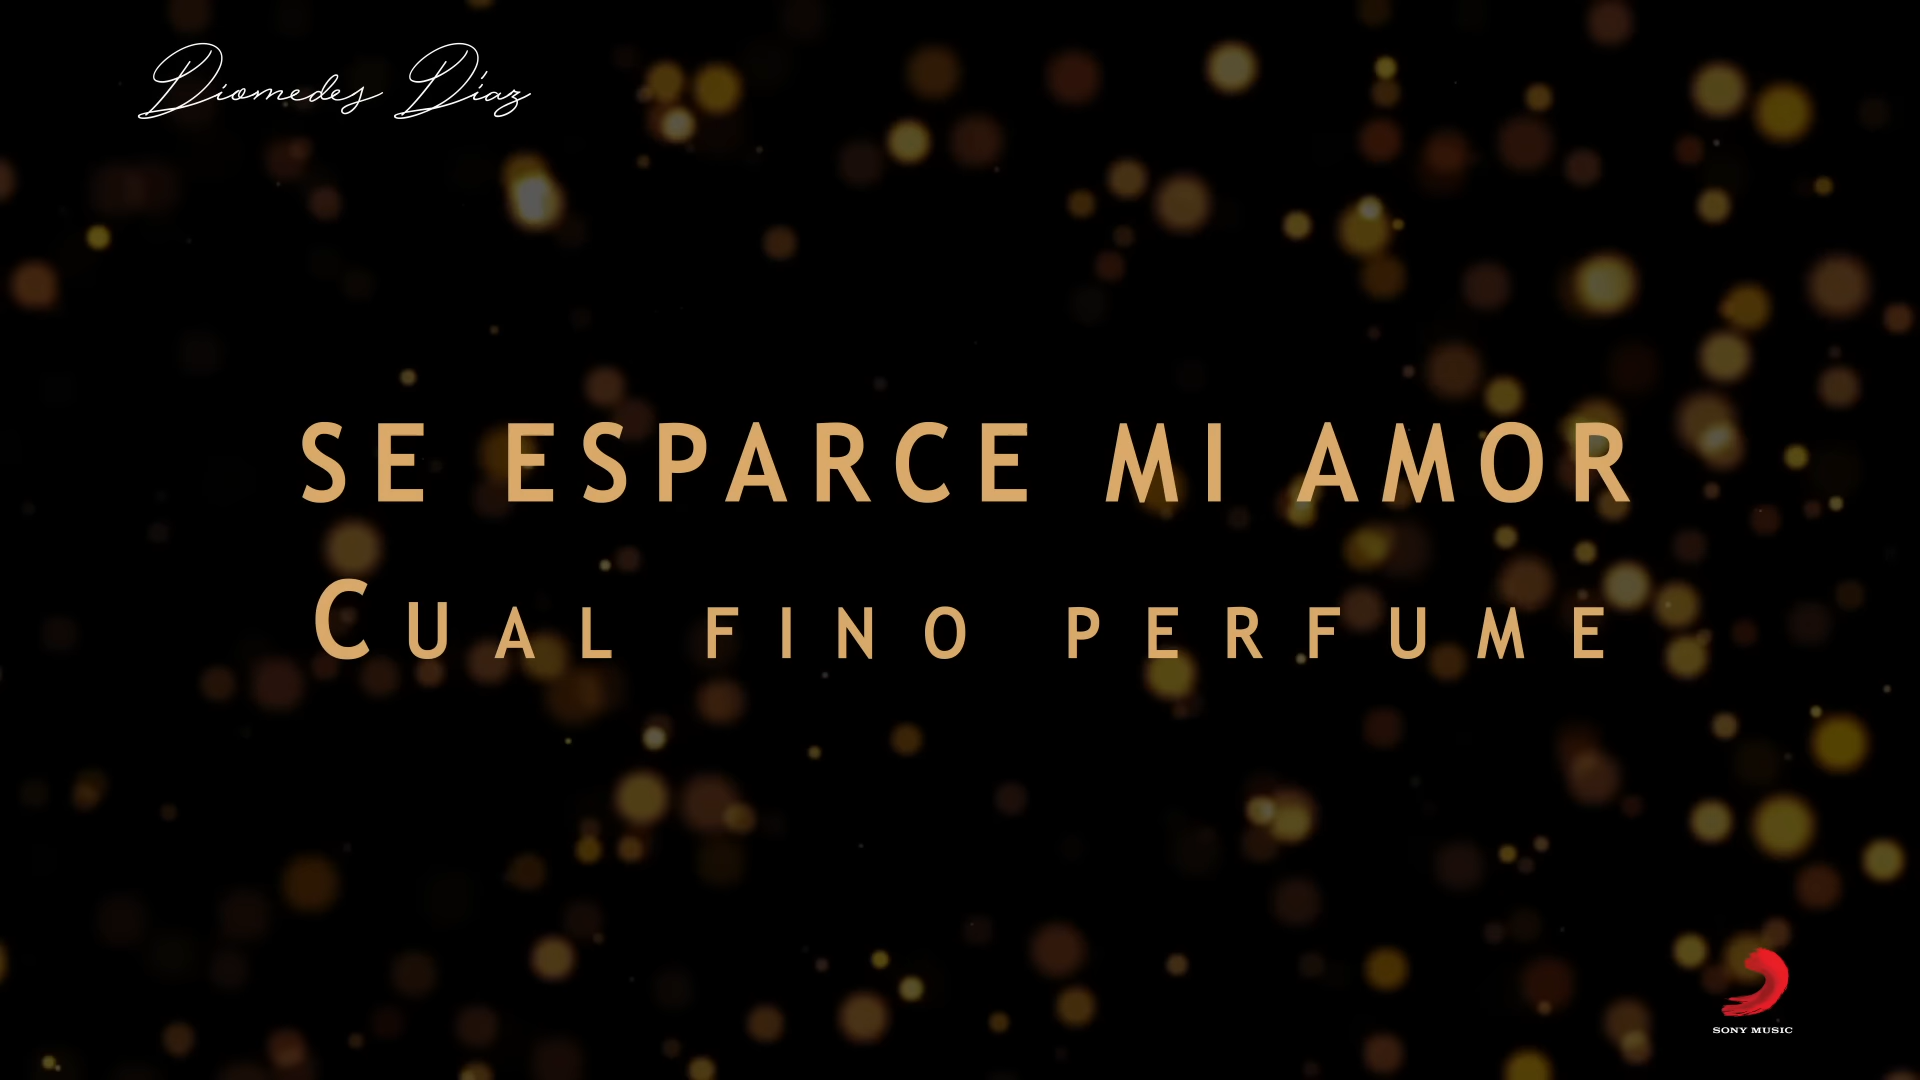 Diomedes Díaz
SE ESPARCE MI AMOR
CUAL FINO PERFUME
SONY MUSIC